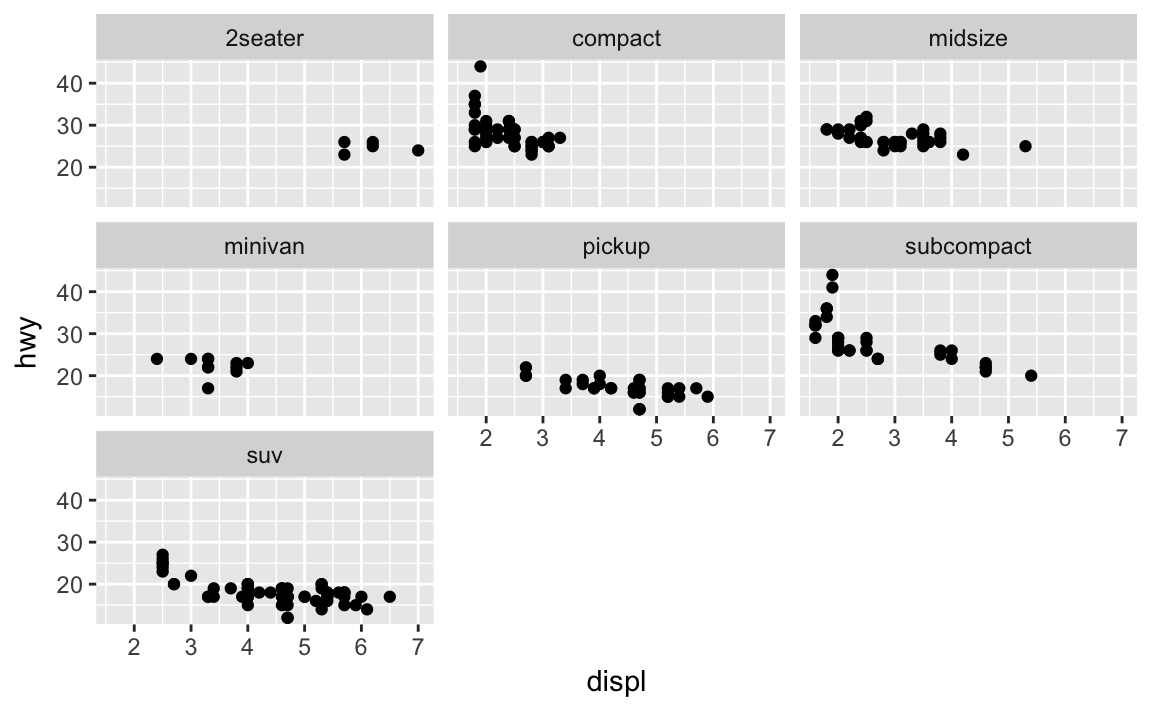 2seater compact midsize
40
30
20
minivan pickup subcompact
40
30
20
2 3 4 5 6 7 2 3 4 5 6 7
suv
40
30
20
2 3 4 5 6 7
hwy
displ